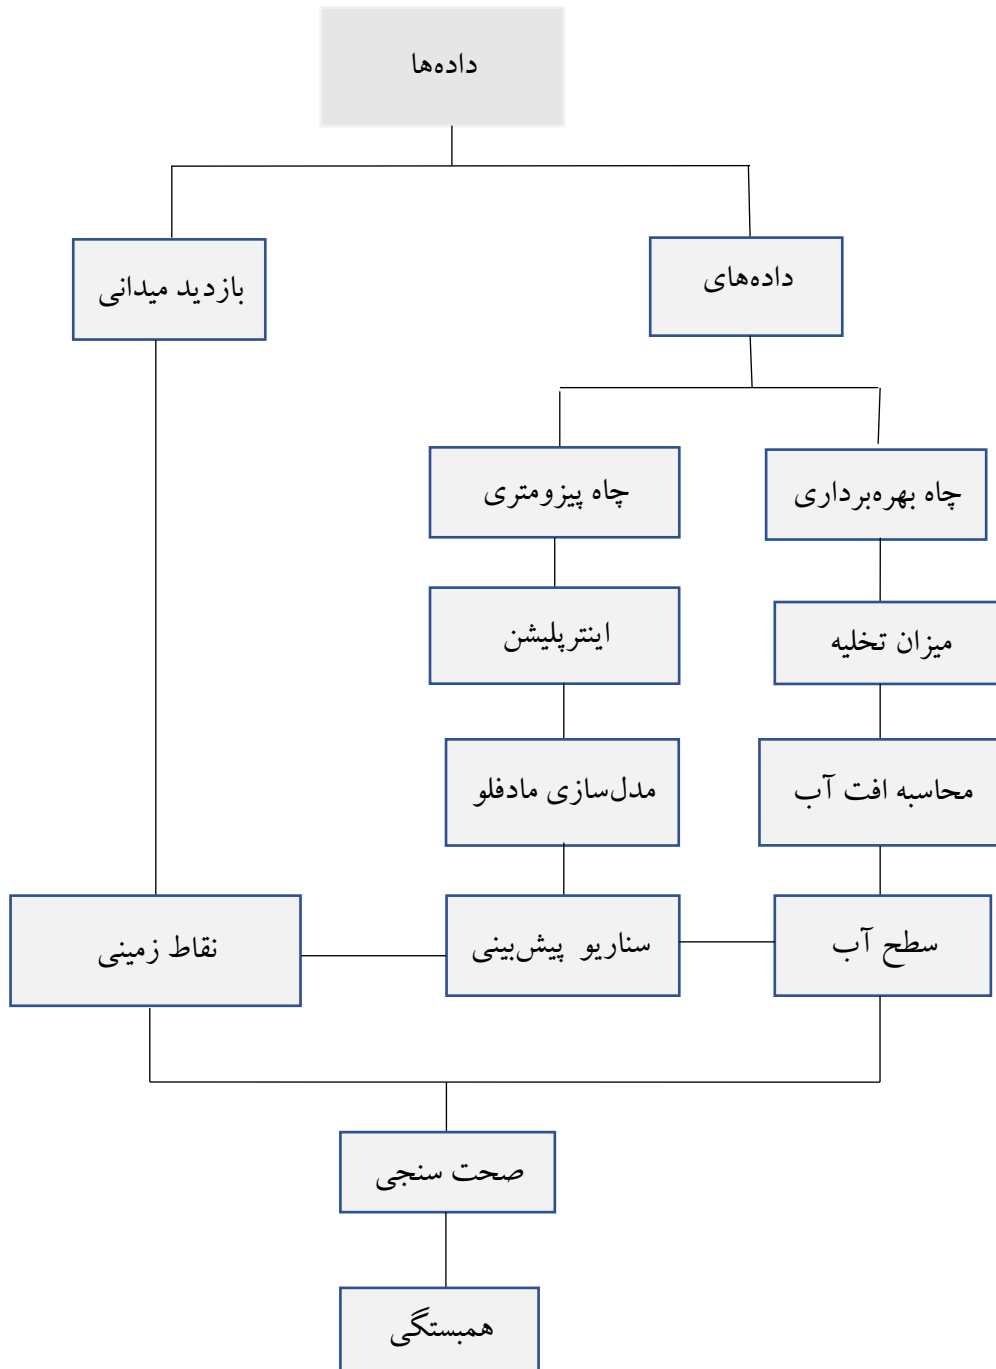 داده‌ها
داده‌های
بازدید میدانی
چاه بهره‌برداری
چاه پیزومتری
میزان تخلیه
اینترپلیشن
محاسبه افت آب
مدل‌سازی مادفلو
سطح آب
سناریو پیش‌بینی
نقاط زمینی
صحت سنجی
همبستگی